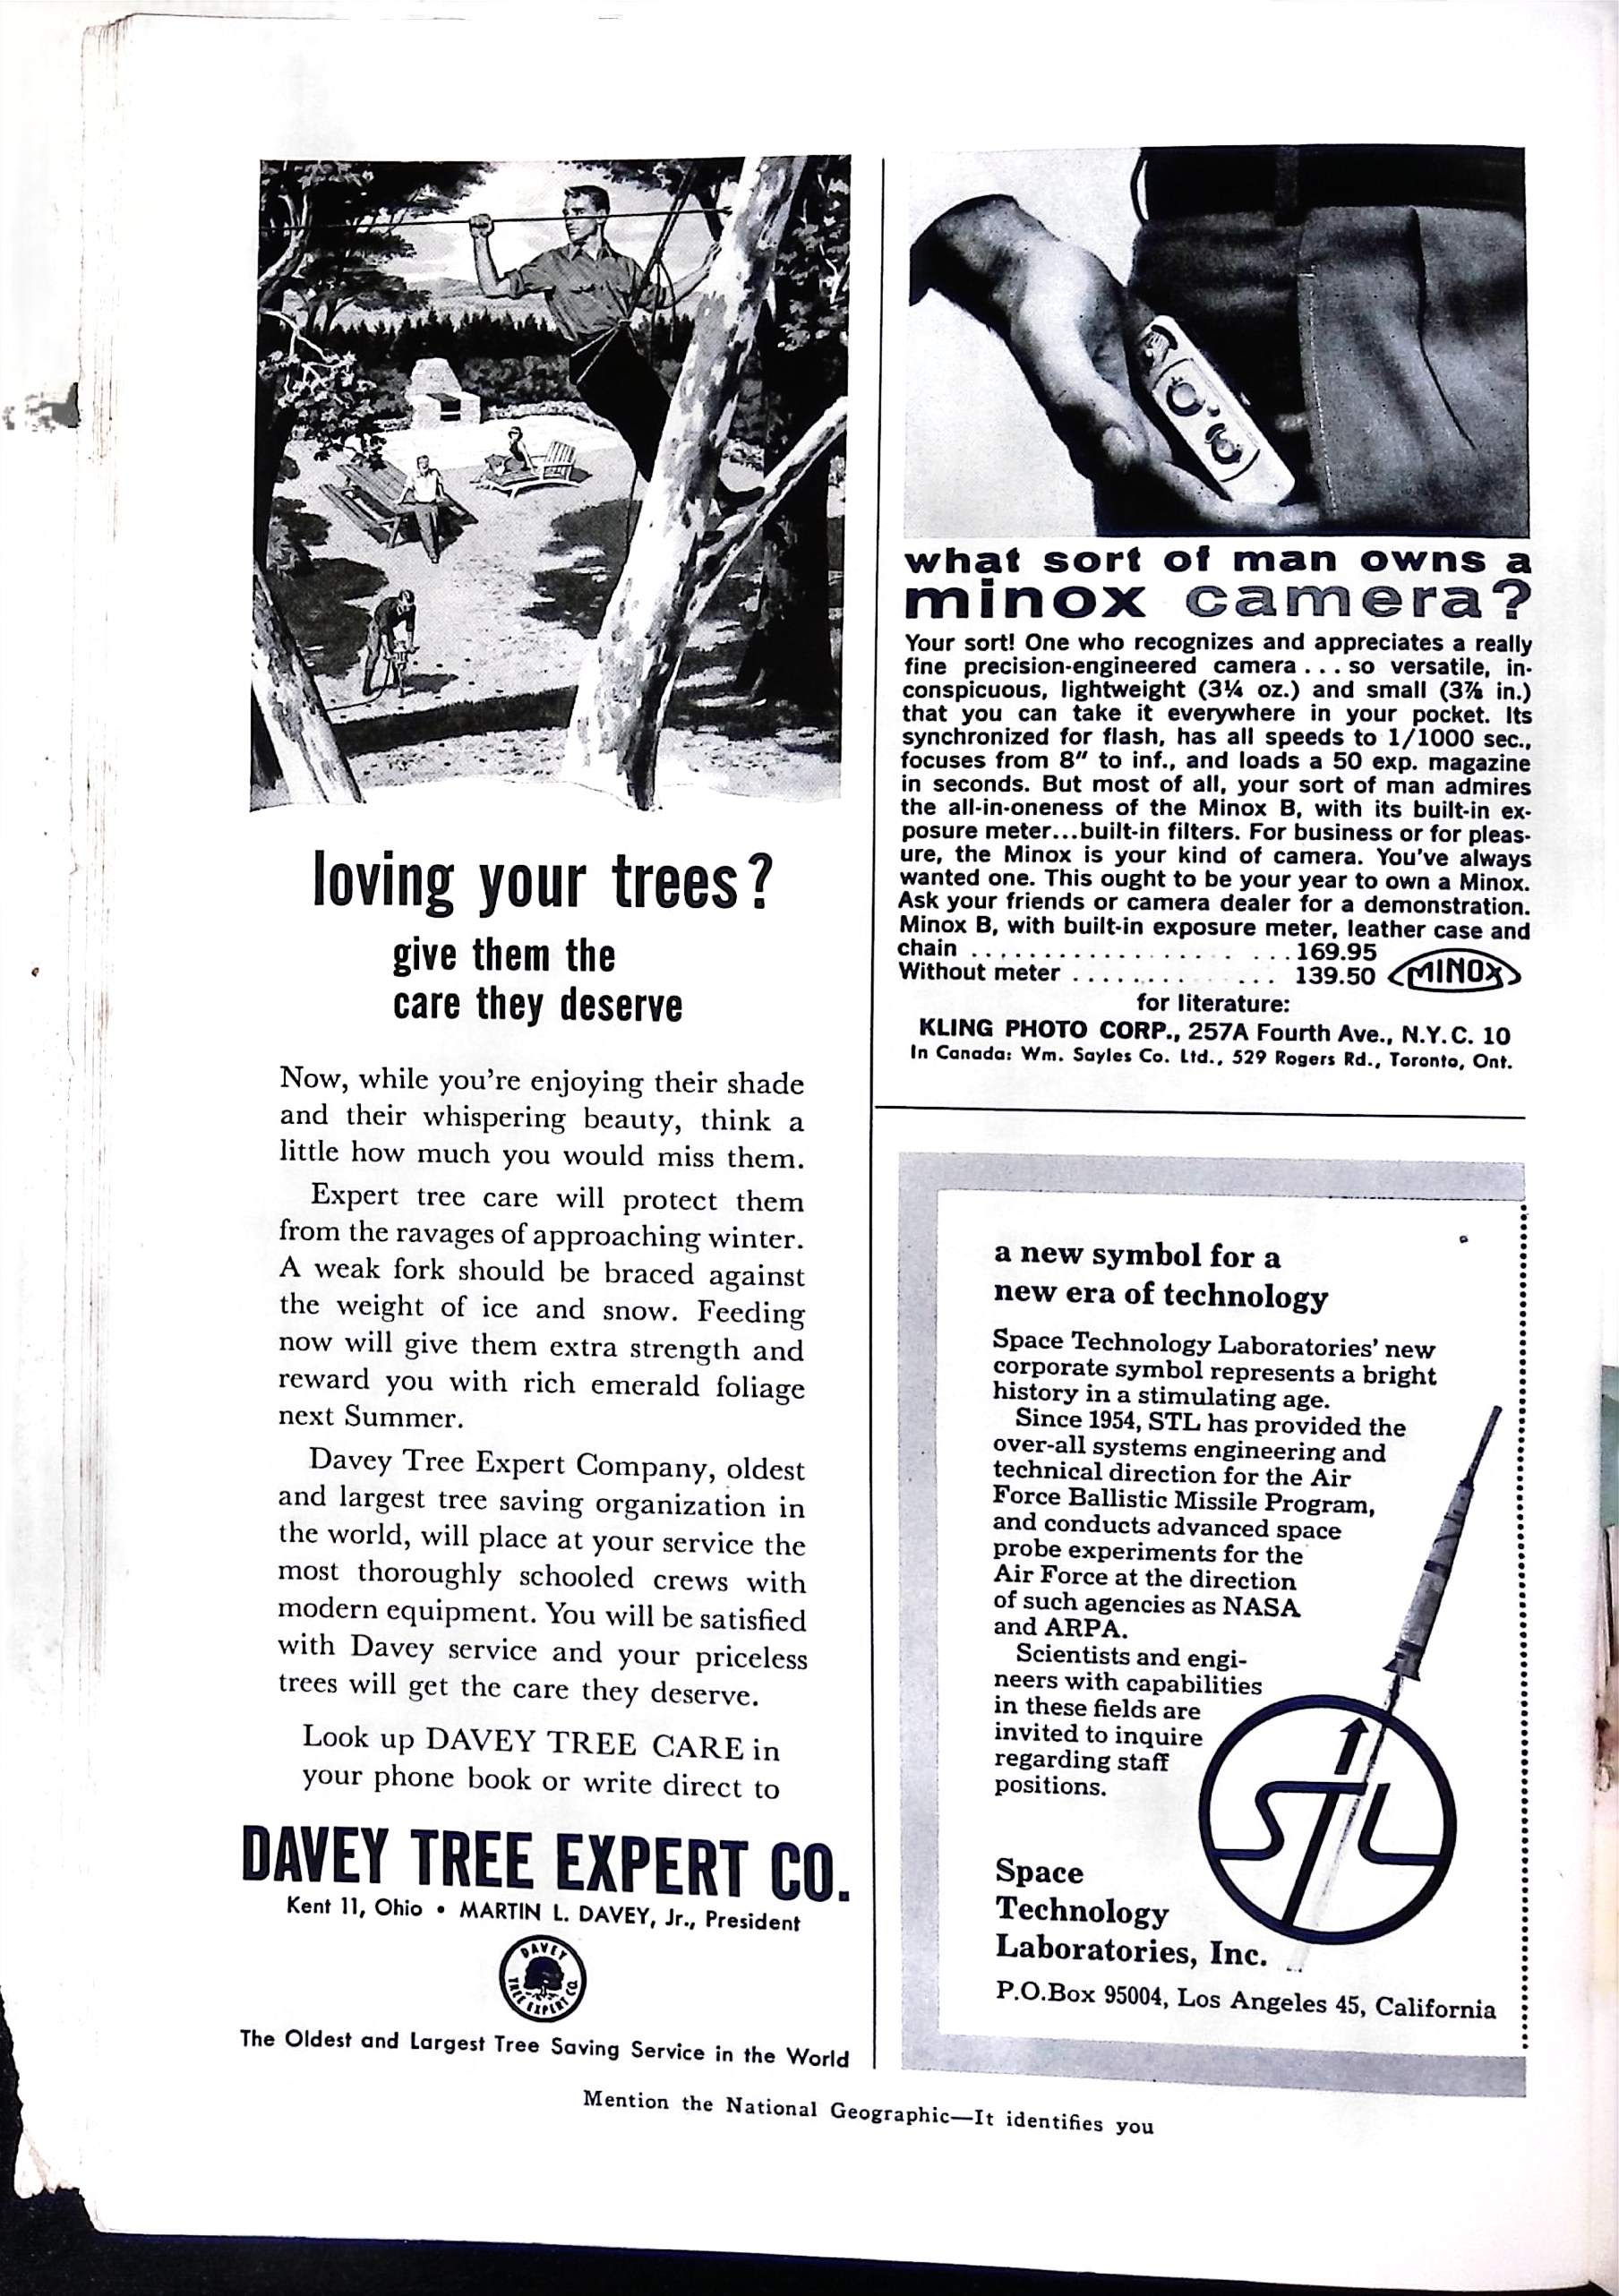 loving your trees?
give them the
care they deserve
Now, while you're enjoying their shade
and their whispering beauty, think a
little how much you would miss them.
Expert tree care will protect them
from the ravages of approaching winter.
A weak fork should be braced against
the weight of ice and snow. Feeding
now will give them extra strength and
reward you with rich emerald foliage
next Summer.
Davey Tree Expert Company, oldest
and largest tree saving organization in
the world, will place at your service the
most thoroughly schooled crews with
modern equipment. You will be satisfied
with Davey service and your priceless
trees will get the care they deserve.
Look up DAVEY TREE CARE in
your phone book or write direct to
DAVEY TREE EXPERT CO.
Kent 11, Ohio • MARTIN L. DAVEY, Jr., President
DAVEY
TREE EXPERT CO.
The Oldest and Largest Tree Saving Service in the World
what sort of man owns a
minox camera?
Your sort! One who recognizes and appreciates a really
fine precision-engineered camera...so versatile, in-
conspicuous, lightweight (3¼ oz.) and small (3⅞ in.)
that you can take it everywhere in your pocket. Its
synchronized for flash, has all speeds to 1/1000 sec.,
focuses from 8" to inf., and loads a 50 exp. magazine
in seconds. But most of all, your sort of man admires
the all-in-oneness of the Minox B, with its built-in ex-
posure meter...built-in filters. For business or for pleas-
ure, the Minox is your kind of camera. You've always
wanted one. This ought to be your year to own a Minox.
Ask your friends or camera dealer for a demonstration.
Minox B, with built-in exposure meter, leather case and
chain .................. ...169.95
Without meter .......... ... 139.50 MINOX
for literature:
KLING PHOTO CORP., 257A Fourth Ave., N.Y.C. 10
In Canada: Wm. Sayles Co. Ltd., 529 Rogers Rd., Toronto, Ont.
a new symbol for a
new era of technology
Space Technology Laboratories' new
corporate symbol represents a bright
history in a stimulating age.
Since 1954, STL has provided the
over-all systems engineering and
technical direction for the Air
Force Ballistic Missile Program,
and conducts advanced space
probe experiments for the
Air Force at the direction
of such agencies as NASA
and ARPA.
Scientists and engi-
neers with capabilities
in these fields are
invited to inquire
regarding staff
positions.
STL
Space
Technology
Laboratories, Inc.
P.O.Box 95004, Los Angeles 45, California
Mention the National Geographic—It identifies you